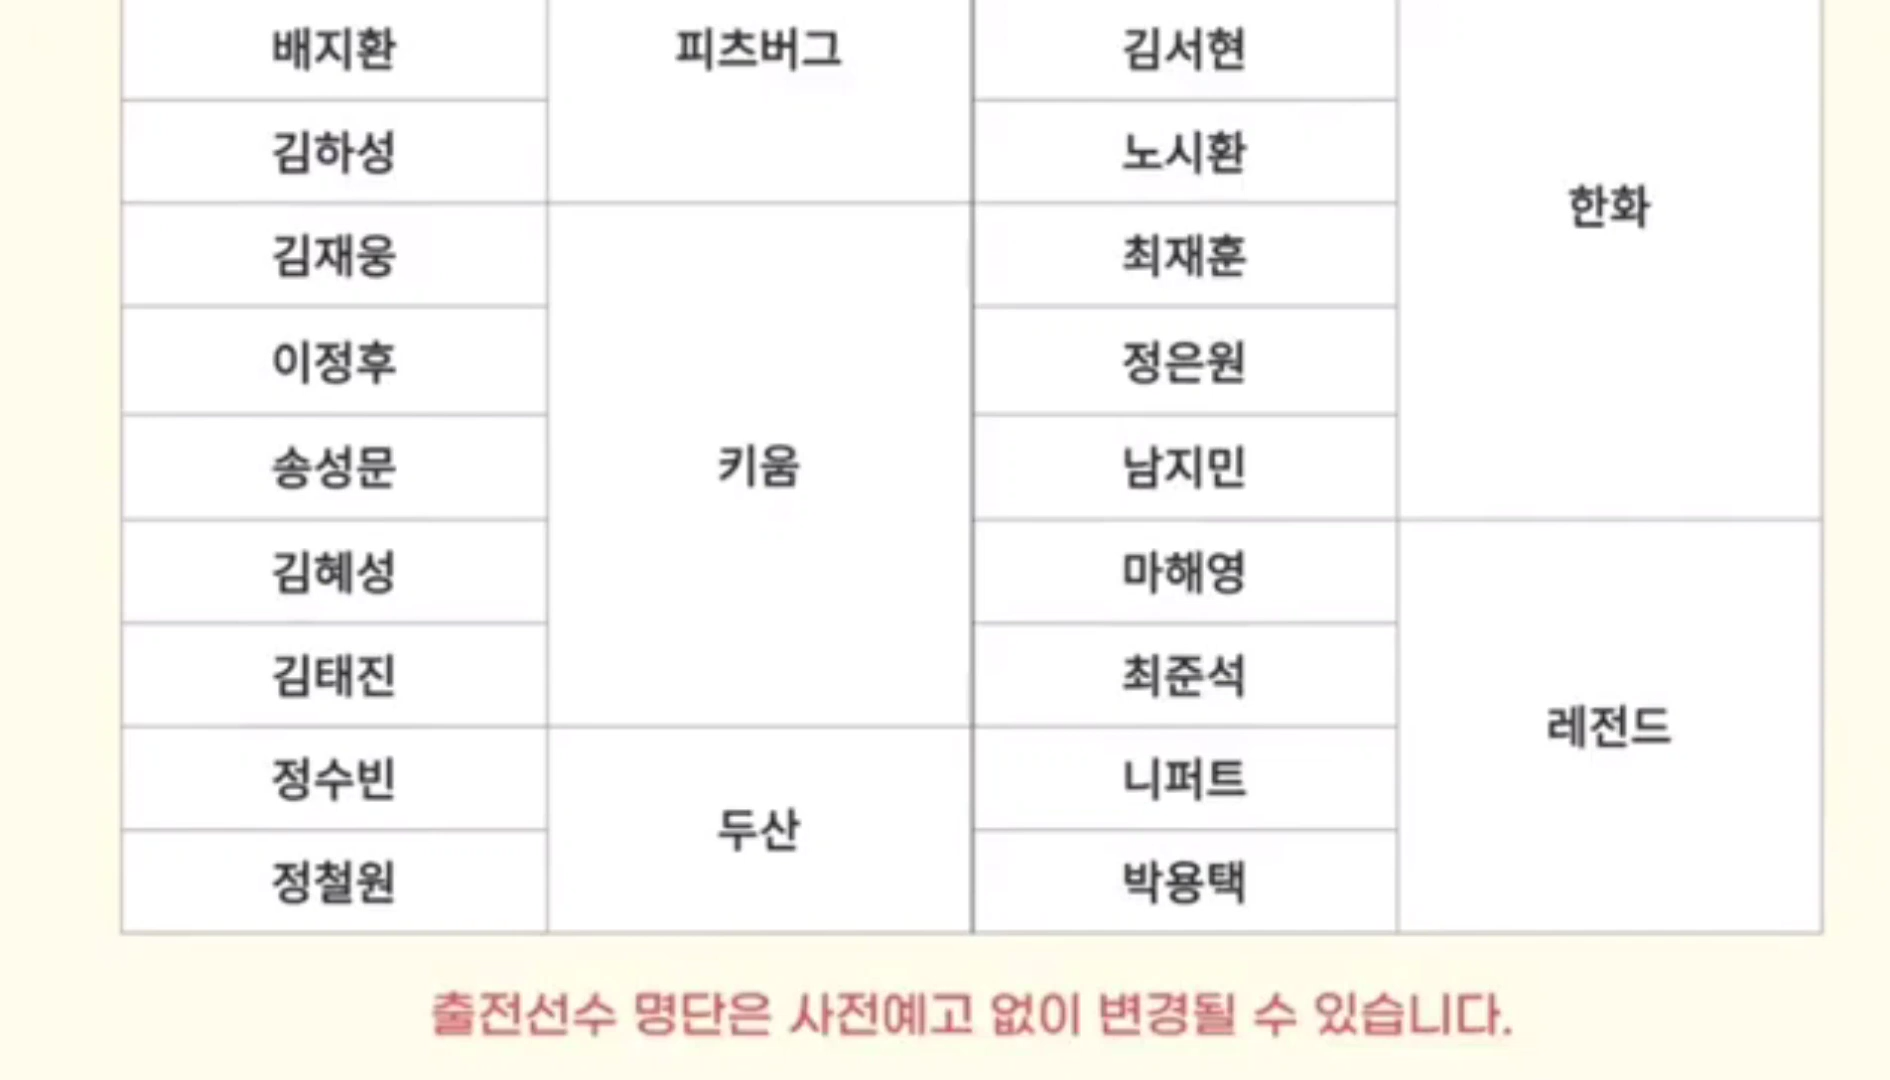 배지환 피츠버그 김서현
김하성 노시환
한화
김재웅 최재훈
이정후 정은원
송성문 키움 남지민
김혜성 마해영
김태진 최준석
레전드
정수빈 니퍼트
두산
정철원 박용택
출전선수 명단은 사전예고 없이 변경될 수 있습니다.